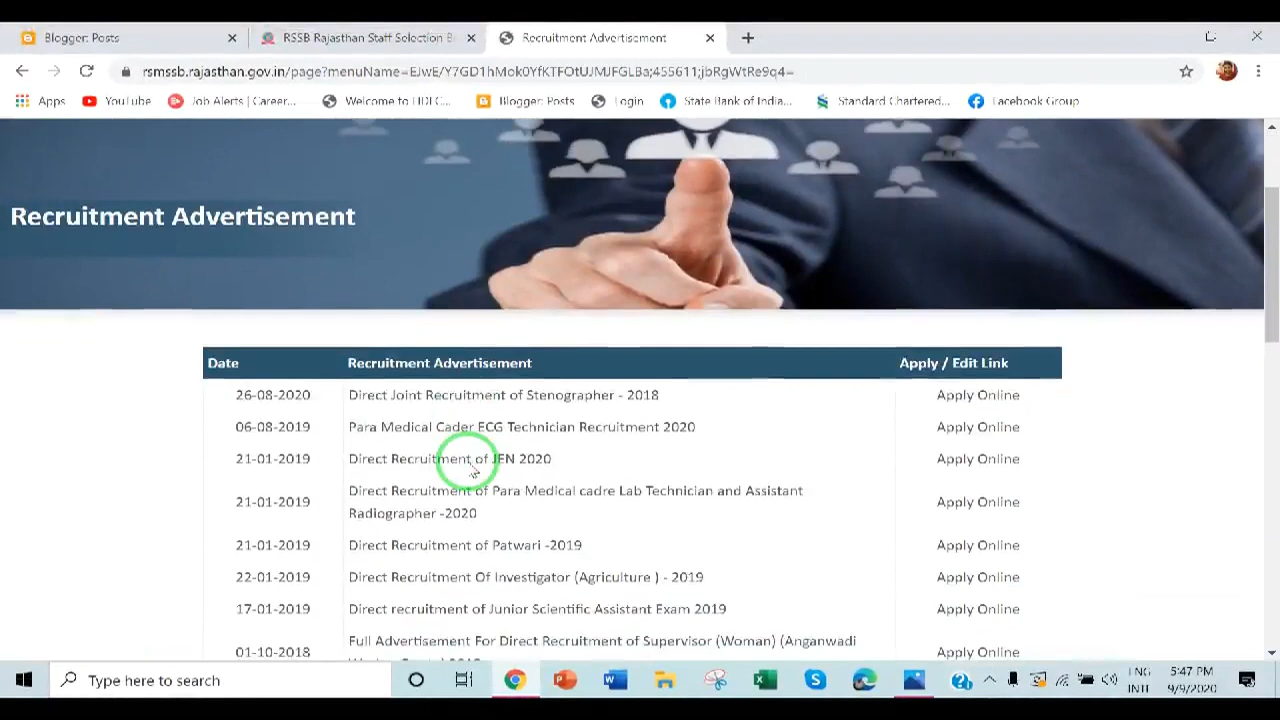 Blogger: Posts
RSSB Rajasthan Staff Selection B
Recruitment Advertisement
rsmssb.rajasthan.gov.in/page?menuName=EJwE/Y7GD1hMok0YfKTFOtUJMJFGLBa;455611;jbRgWtRe9q4=
Apps YouTube Job Alerts | Career... Blogger: Posts Login State Bank of India... Standard Chartered... Facebook Group
Recruitment Advertisement
Date Recruitment Advertisement Apply / Edit Link
26-08-2020 Direct Joint Recruitment of Stenographer - 2018 Apply Online
06-08-2019 Para Medical Cader ECG Technician Recruitment 2020 Apply Online
21-01-2019 Direct Recruitment of JEN 2020 Apply Online
Direct Recruitment of Para Medical cadre Lab Technician and Assistant
21-01-2019 Apply Online
Radiographer -2020
21-01-2019 Direct Recruitment of Patwari -2019 Apply Online
22-01-2019 Direct Recruitment Of Investigator (Agriculture ) - 2019 Apply Online
17-01-2019 Direct recruitment of Junior Scientific Assistant Exam 2019 Apply Online
Full Advertisement For Direct Recruitment of Supervisor (Woman) (Anganwadi
01-10-2018 Apply Online
Type here to search
ENG 5:47 PM
INTL 9/9/2020